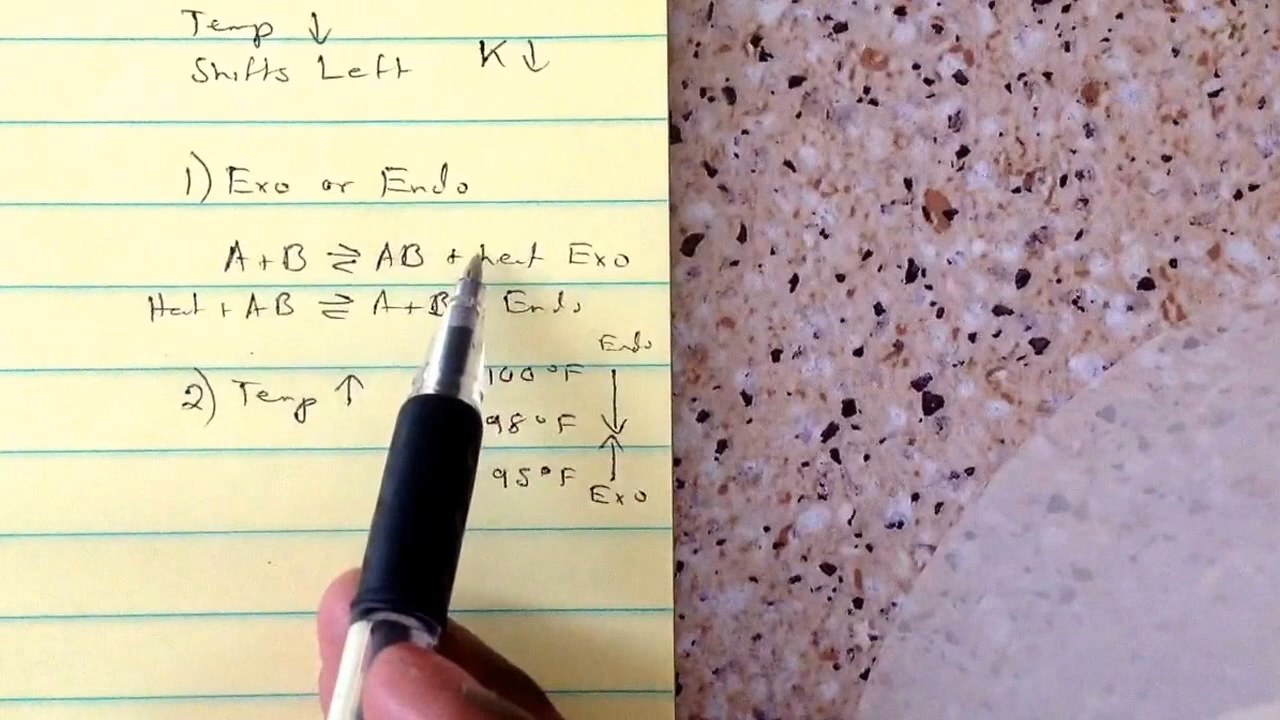 Temp ↓
Shifts Left K↓
1) Exo or Endo
A + B ⇌ AB + heat Exo
Heat + AB ⇌ A + B Endo
Endo
2) Temp ↑ 100°F
98°F
95°F
Exo